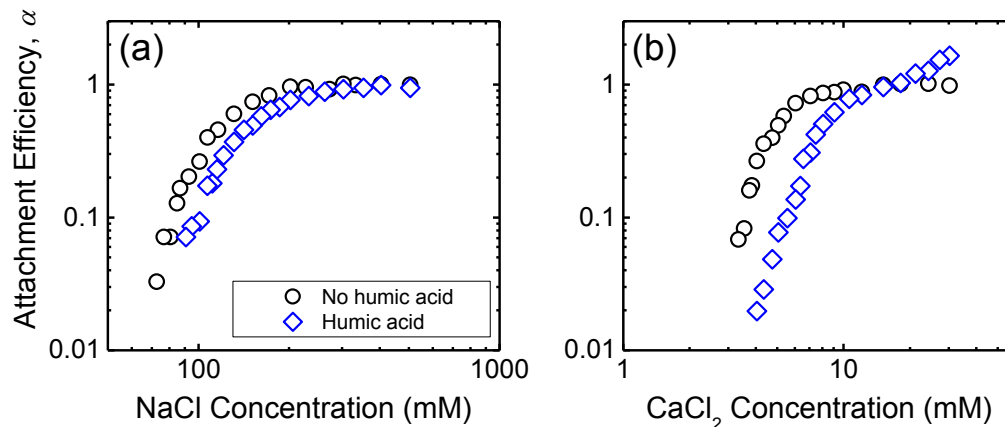 Attachment Efficiency, α
(a)
1
0.1
0.01
100
1000
NaCl Concentration (mM)
No humic acid
Humic acid
(b)
1
0.1
0.01
1
10
CaCl₂ Concentration (mM)